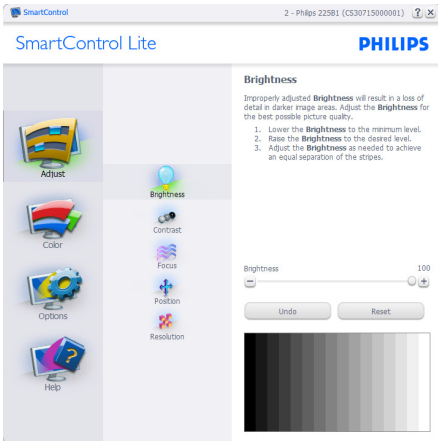 SmartControl
2 - Philips 225B1 (CS30715000001) ? X
SmartControl Lite
PHILIPS
Adjust
Color
Options
Help
Brightness
Contrast
Focus
Position
Resolution
Brightness
Improperly adjusted Brightness will result in a loss of
detail in darker image areas. Adjust the Brightness for
the best possible picture quality.
1. Lower the Brightness to the minimum level.
2. Raise the Brightness to the desired level.
3. Adjust the Brightness as needed to achieve
an equal separation of the stripes.
Brightness 100
Undo Reset